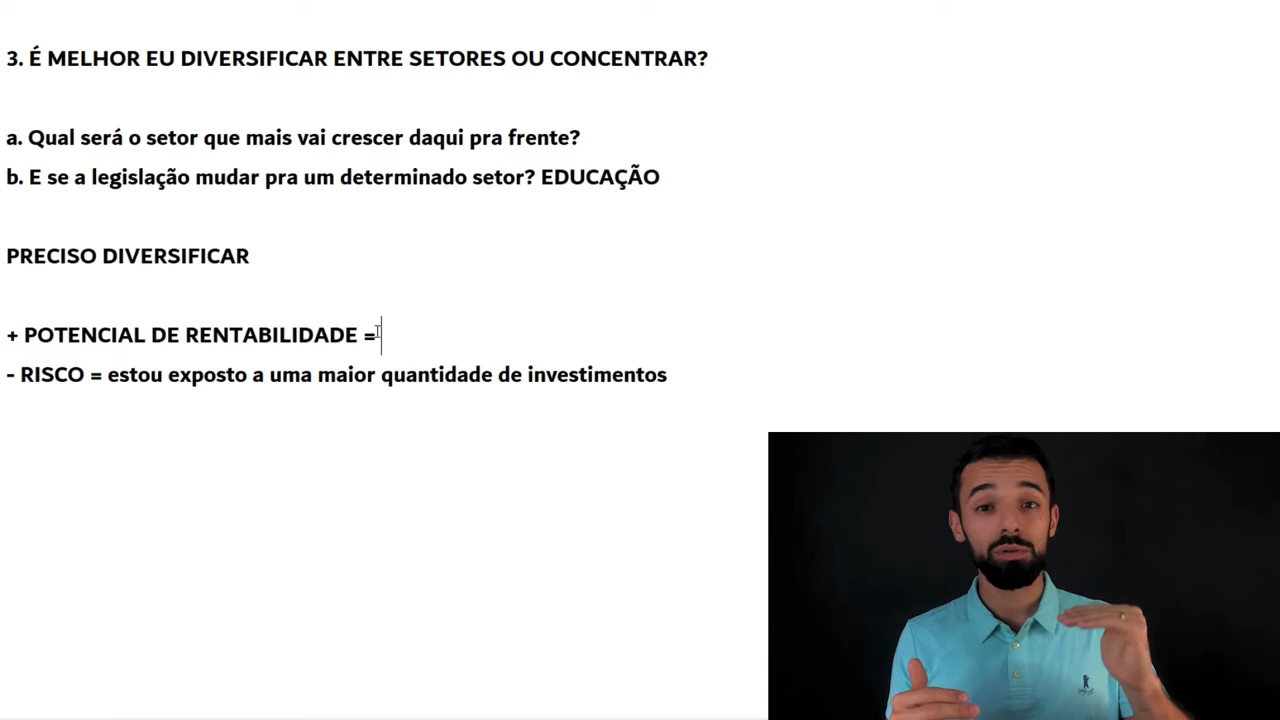 3. É MELHOR EU DIVERSIFICAR ENTRE SETORES OU CONCENTRAR?
a. Qual será o setor que mais vai crescer daqui pra frente?
b. E se a legislação mudar pra um determinado setor? EDUCAÇÃO
PRECISO DIVERSIFICAR
+ POTENCIAL DE RENTABILIDADE =
- RISCO = estou exposto a uma maior quantidade de investimentos